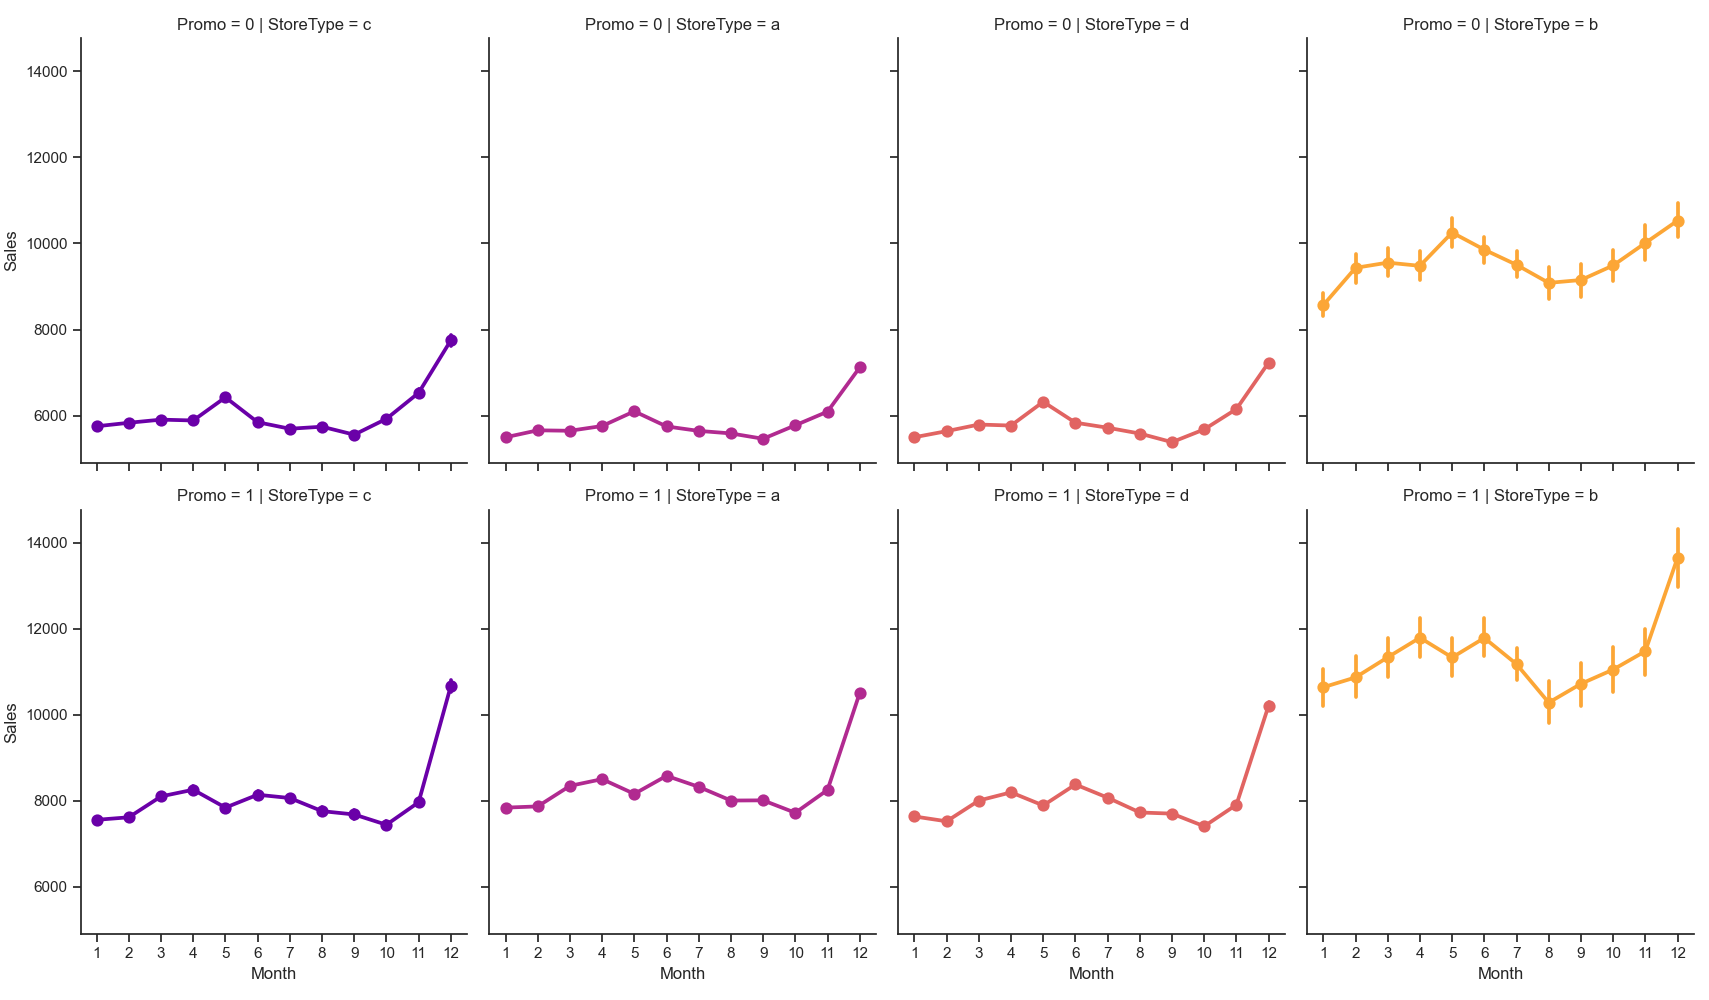 Promo = 0 | StoreType = c
Promo = 0 | StoreType = a
Promo = 0 | StoreType = d
Promo = 0 | StoreType = b
14000
12000
10000
8000
6000
Sales
Promo = 1 | StoreType = c
Promo = 1 | StoreType = a
Promo = 1 | StoreType = d
Promo = 1 | StoreType = b
14000
12000
10000
8000
6000
Sales
1 2 3 4 5 6 7 8 9 10 11 12
Month
1 2 3 4 5 6 7 8 9 10 11 12
Month
1 2 3 4 5 6 7 8 9 10 11 12
Month
1 2 3 4 5 6 7 8 9 10 11 12
Month